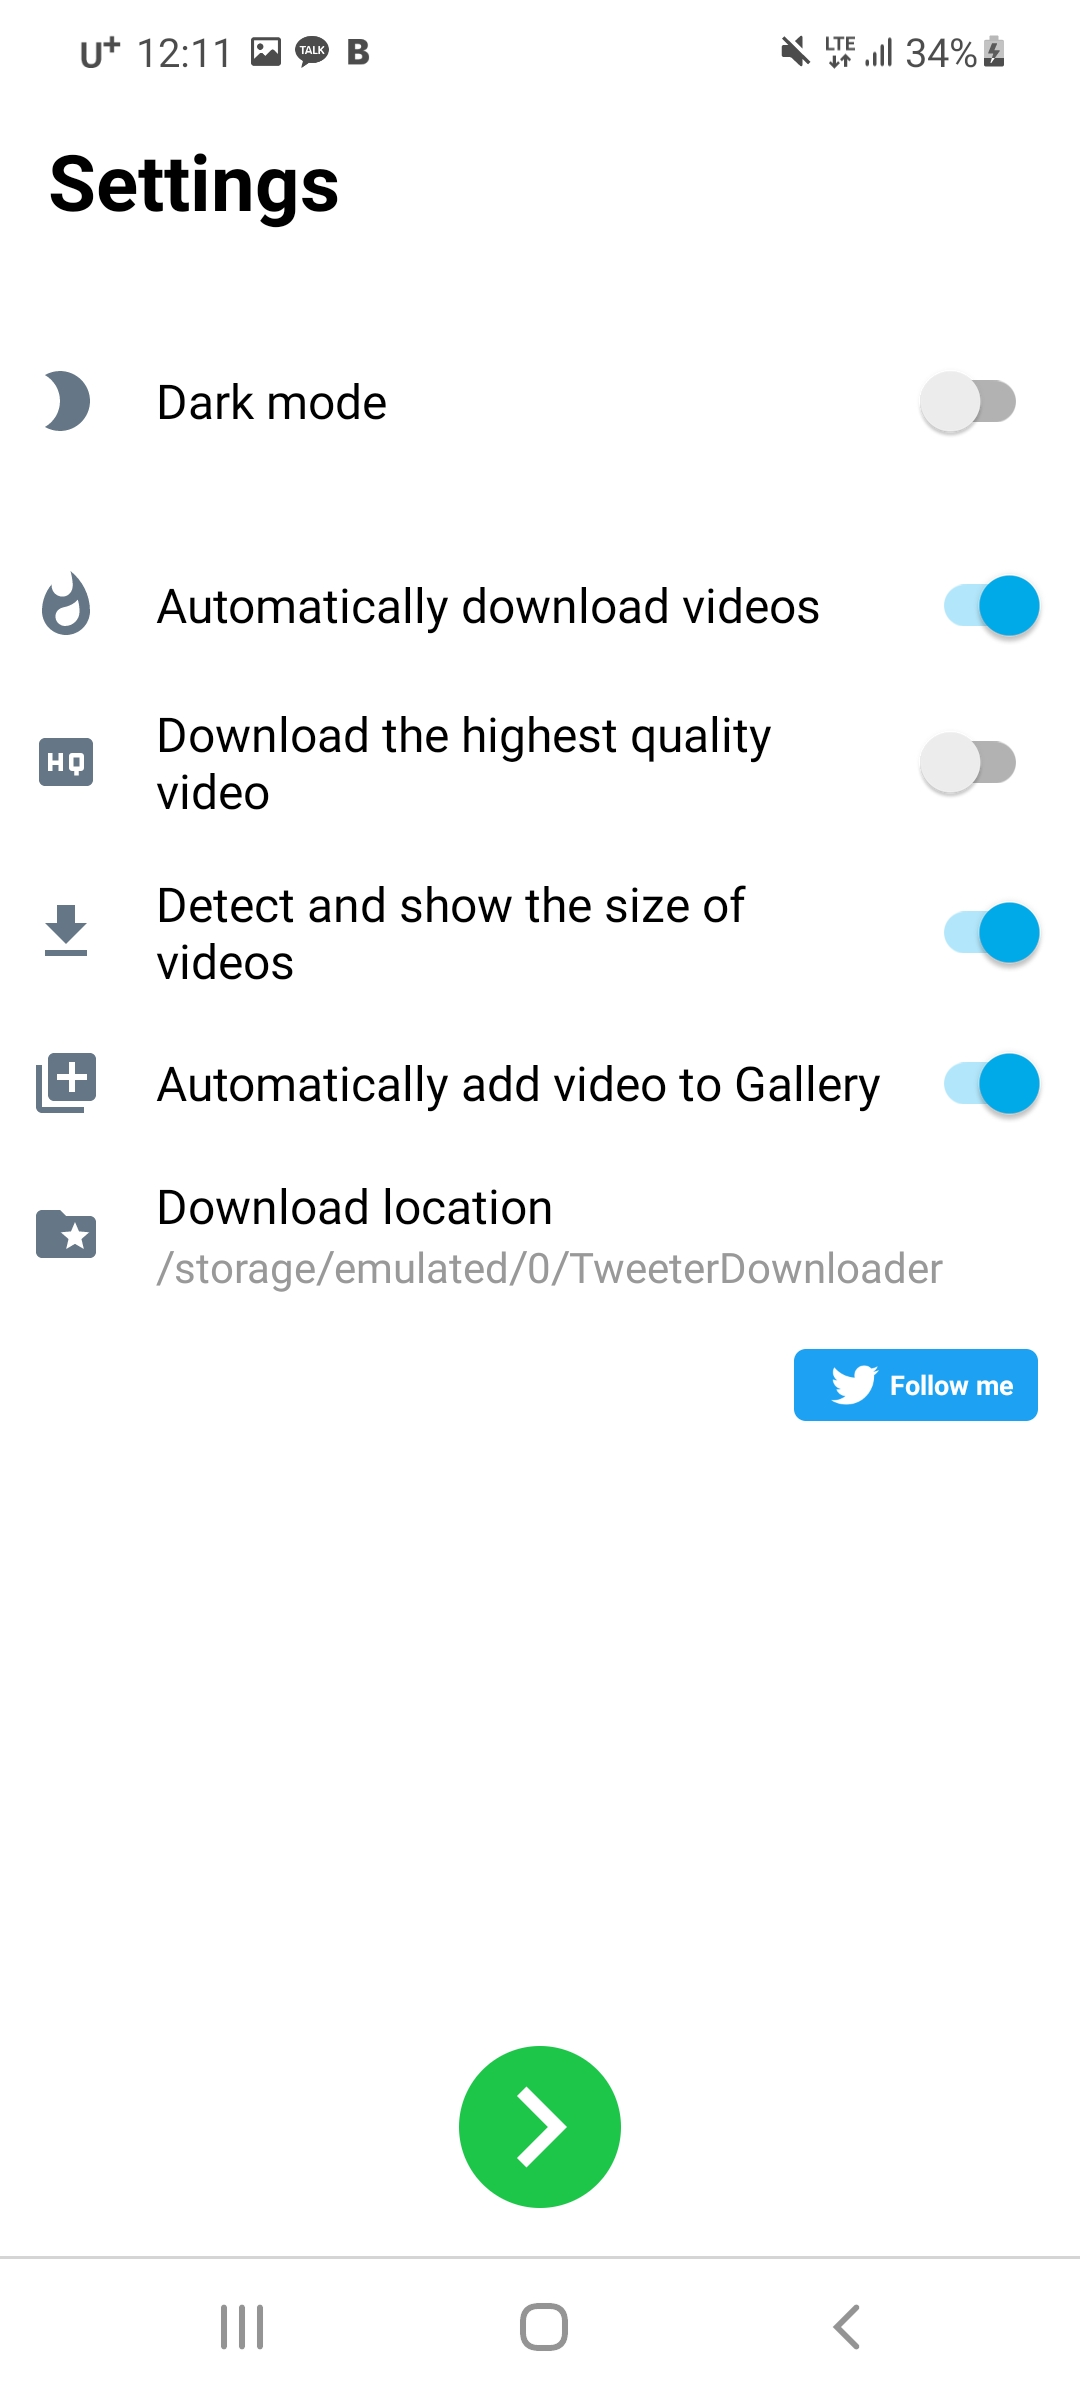 U+ 12:11 TALK B LTE 34%
Settings
Dark mode
Automatically download videos
HQ
Download the highest quality
video
Detect and show the size of
videos
Automatically add video to Gallery
Download location
/storage/emulated/0/TweeterDownloader
Follow me